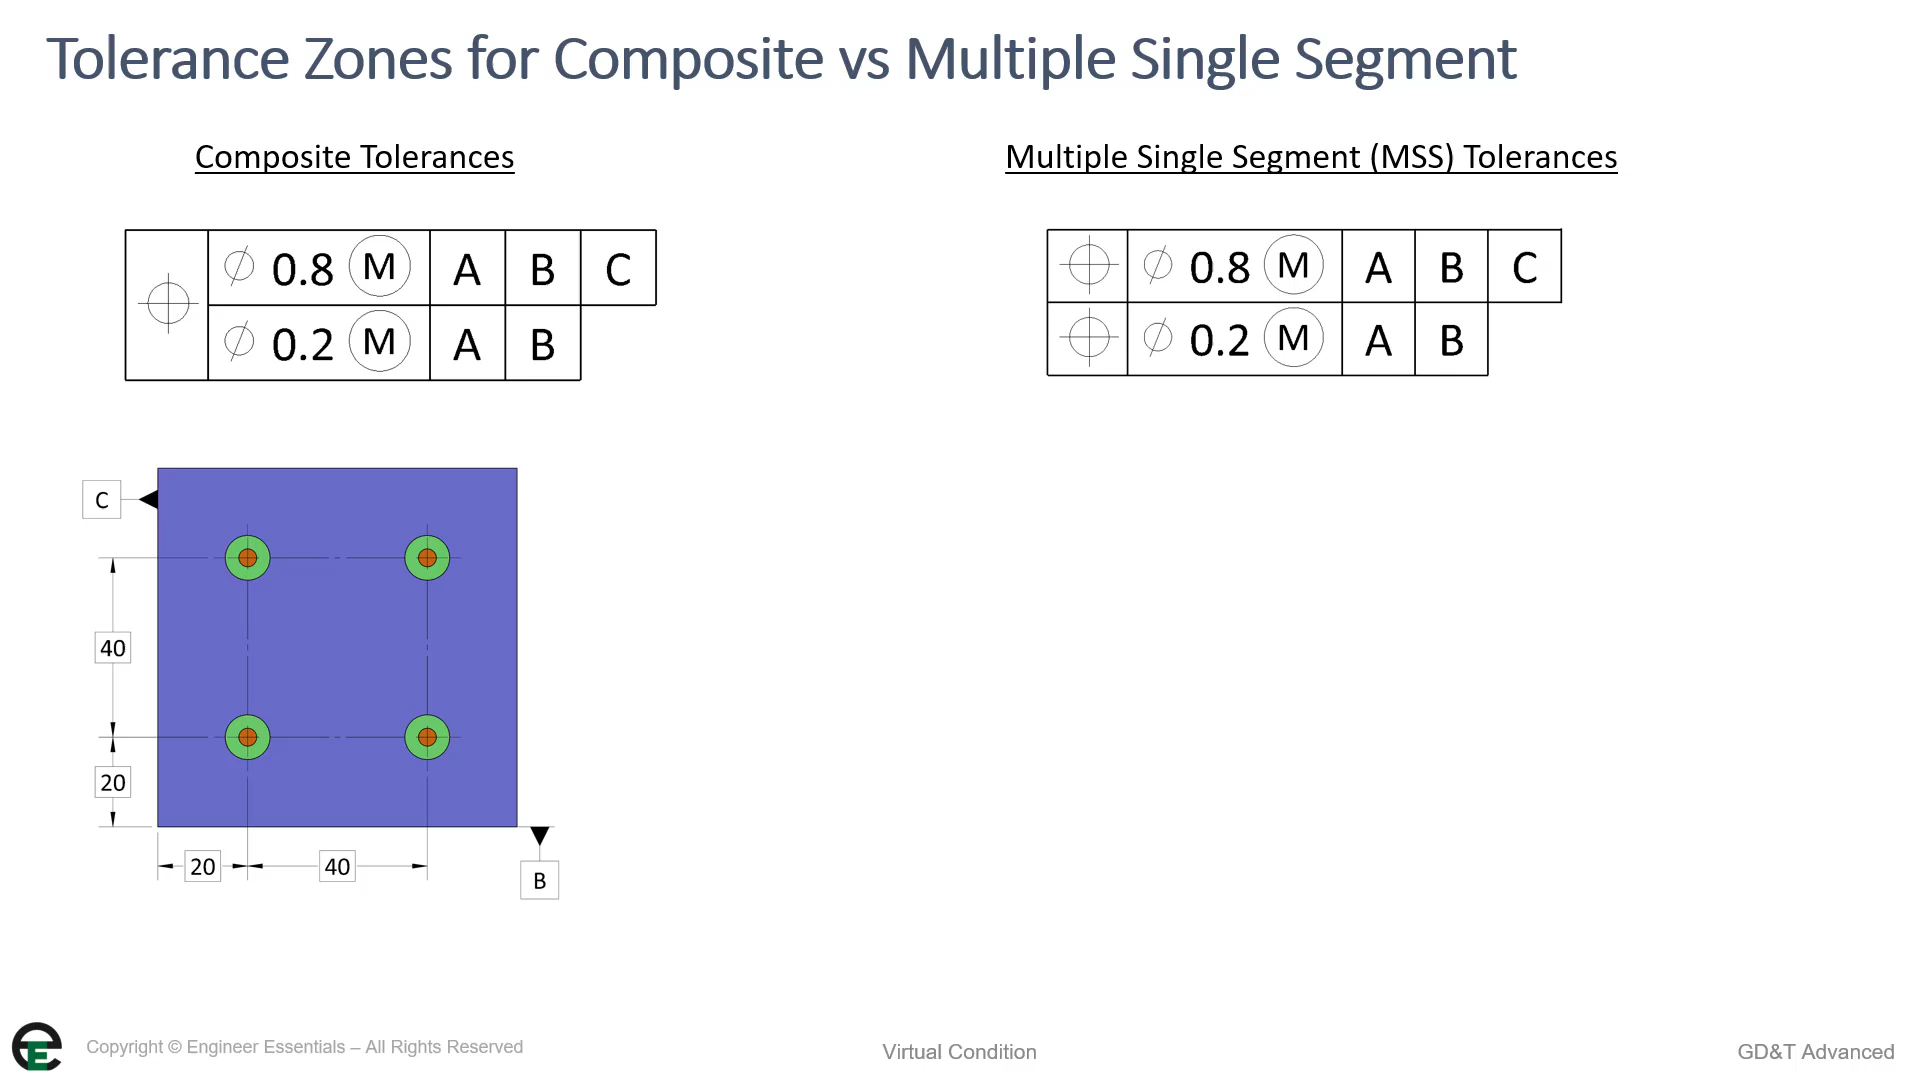 Tolerance Zones for Composite vs Multiple Single Segment
Composite Tolerances
Multiple Single Segment (MSS) Tolerances
⌖ ⌀ 0.8 Ⓜ A B C
⌀ 0.2 Ⓜ A B
⌖ ⌀ 0.8 Ⓜ A B C
⌖ ⌀ 0.2 Ⓜ A B
C
40
20
20 40
B
Copyright © Engineer Essentials – All Rights Reserved
Virtual Condition
GD&T Advanced